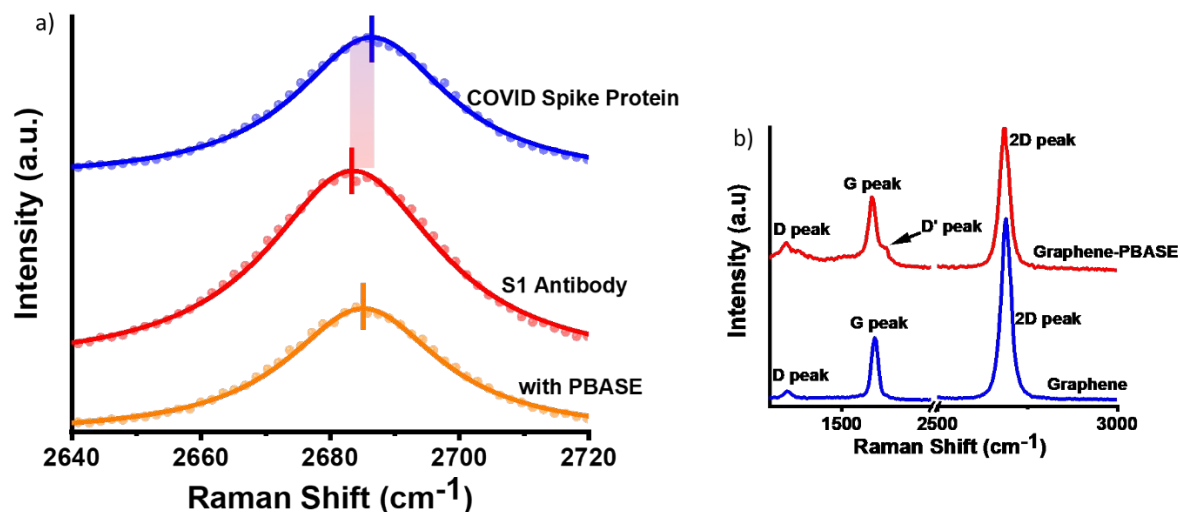 a)
Intensity (a.u.)
COVID Spike Protein
S1 Antibody
with PBASE
2640 2660 2680 2700 2720
Raman Shift (cm-1)
b)
Intensity (a.u)
2D peak
G peak
D' peak
D peak
Graphene-PBASE
2D peak
G peak
D peak
Graphene
1500 2500 3000
Raman Shift (cm-1)